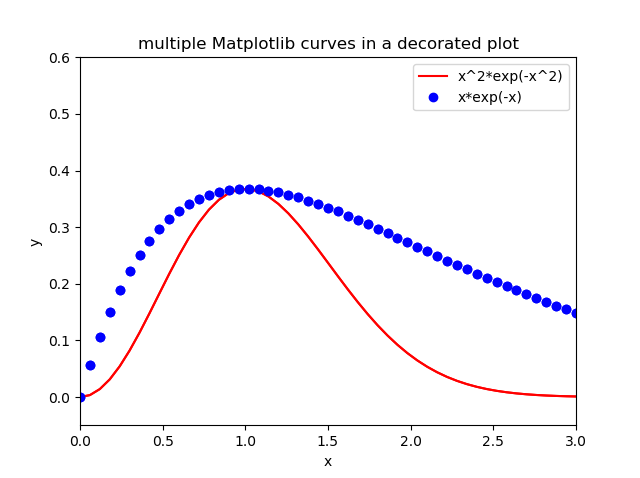 multiple Matplotlib curves in a decorated plot
x^2*exp(-x^2)
x*exp(-x)
0.6
0.5
0.4
0.3
0.2
0.1
0.0
y
0.0 0.5 1.0 1.5 2.0 2.5 3.0
x